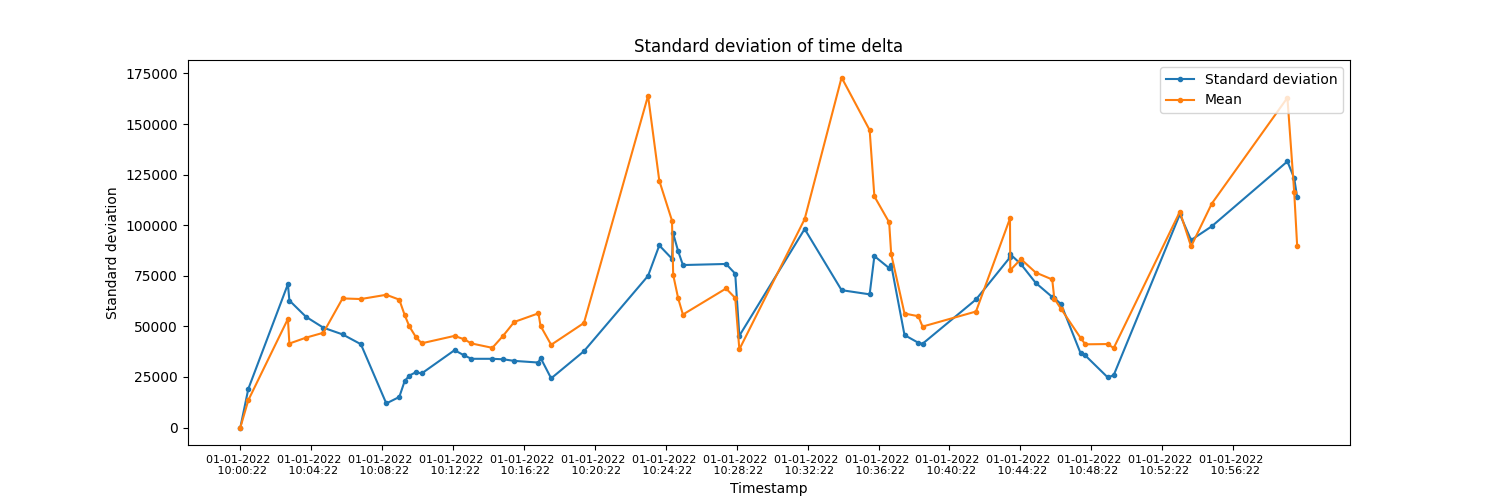 Standard deviation of time delta
Standard deviation
Mean
175000
150000
125000
100000
75000
50000
25000
0
Standard deviation
01-01-2022 01-01-2022 01-01-2022 01-01-2022 01-01-2022 01-01-2022 01-01-2022 01-01-2022 01-01-2022 01-01-2022 01-01-2022 01-01-2022 01-01-2022 01-01-2022 01-01-2022
10:00:22 10:04:22 10:08:22 10:12:22 10:16:22 10:20:22 10:24:22 10:28:22 10:32:22 10:36:22 10:40:22 10:44:22 10:48:22 10:52:22 10:56:22
Timestamp